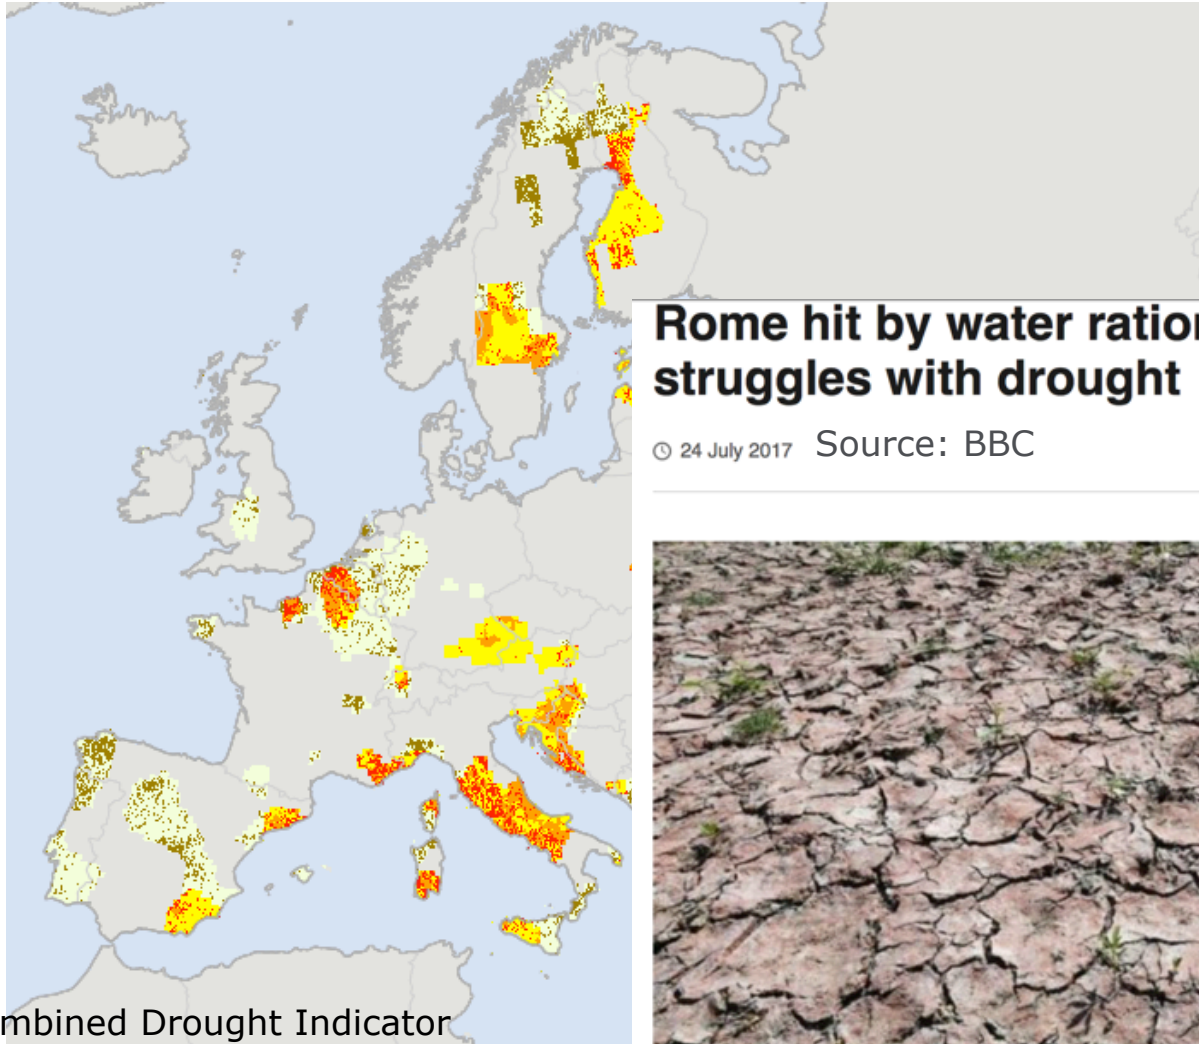 Rome hit by water ratio
struggles with drought
24 July 2017 Source: BBC
mbined Drought Indicator